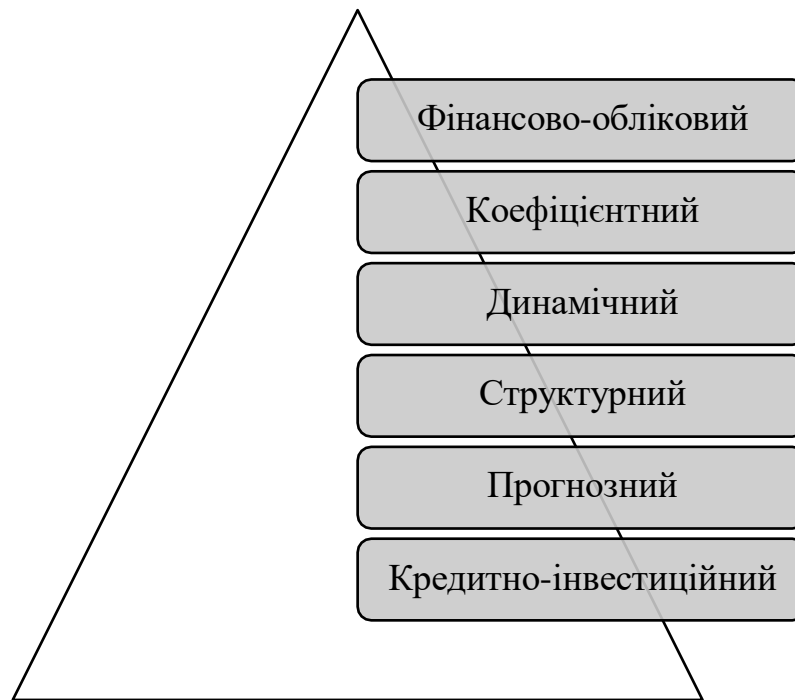 Фінансово-обліковий
Коефіцієнтний
Динамічний
Структурний
Прогнозний
Кредитно-інвестиційний